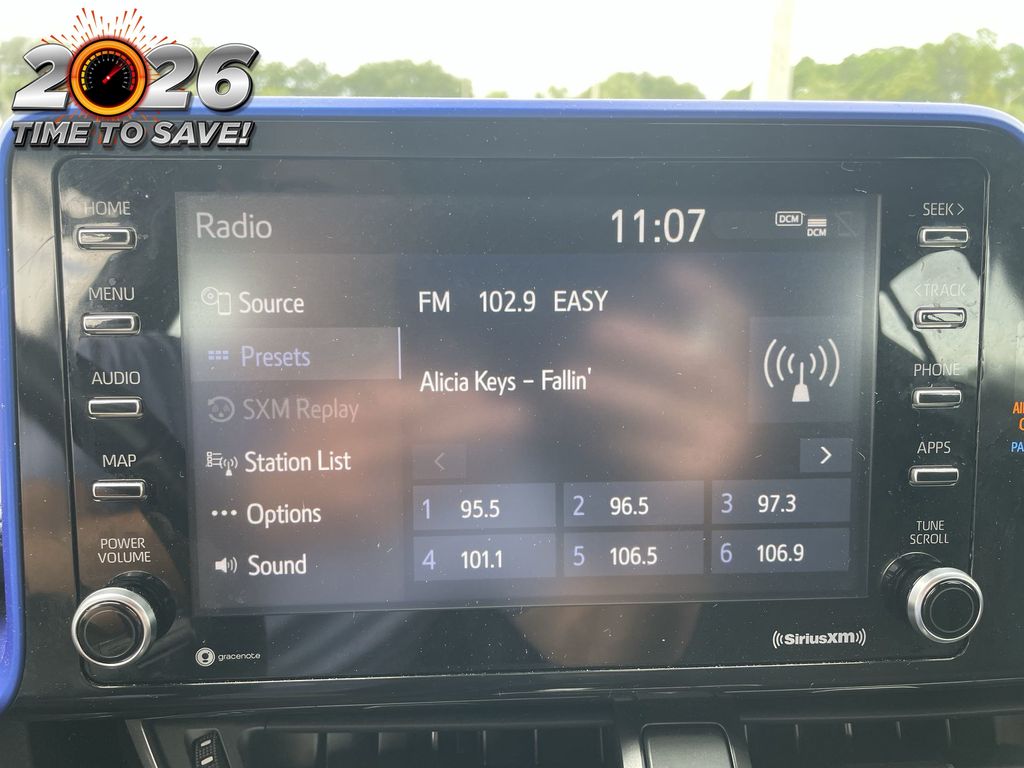 2026
TIME TO SAVE!
HOME
MENU
AUDIO
MAP
POWER
VOLUME
Radio
11:07
DCM
DCM
Source
Presets
SXM Replay
Station List
Options
Sound
FM 102.9 EASY
Alicia Keys – Fallin'
<
>
1 95.5
2 96.5
3 97.3
4 101.1
5 106.5
6 106.9
SEEK>
<TRACK
PHONE
APPS
TUNE
SCROLL
gracenote
((SiriusXM))